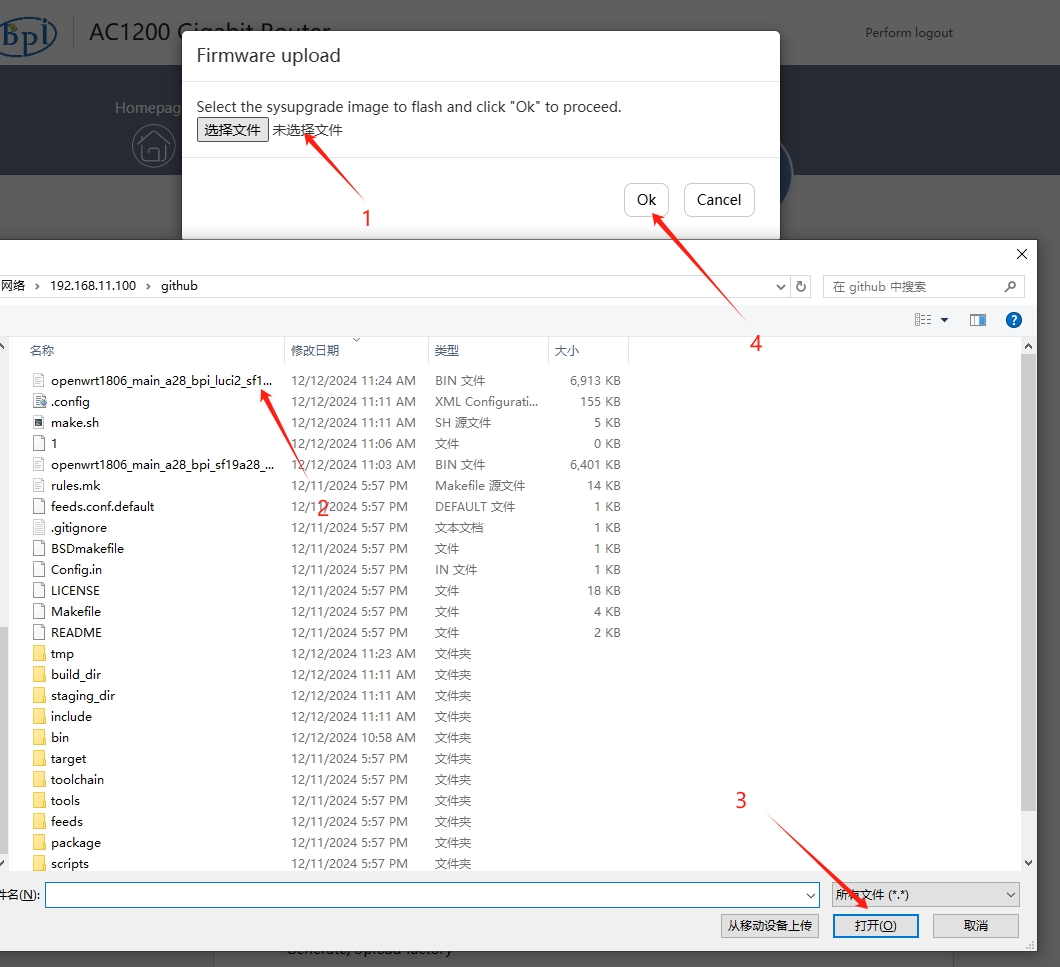 Bpi
AC1200 Gigabit Router
Perform logout
Firmware upload
Homepag
Select the sysupgrade image to flash and click "Ok" to proceed.
选择文件 未选择文件
1
Ok Cancel
网络 › 192.168.11.100 › github
在 github 中搜索
4
名称 修改日期 类型 大小
openwrt1806_main_a28_bpi_luci2_sf1... 12/12/2024 11:24 AM BIN 文件 6,913 KB
.config 12/12/2024 11:11 AM XML Configurati... 155 KB
make.sh 12/12/2024 11:11 AM SH 源文件 5 KB
1 12/12/2024 11:06 AM 文件 0 KB
openwrt1806_main_a28_bpi_sf19a28_... 12/12/2024 11:03 AM BIN 文件 6,401 KB
rules.mk 12/11/2024 5:57 PM Makefile 源文件 14 KB
2
feeds.conf.default 12/11/2024 5:57 PM DEFAULT 文件 1 KB
.gitignore 12/11/2024 5:57 PM 文本文档 1 KB
BSDmakefile 12/11/2024 5:57 PM 文件 1 KB
Config.in 12/11/2024 5:57 PM IN 文件 1 KB
LICENSE 12/11/2024 5:57 PM 文件 18 KB
Makefile 12/11/2024 5:57 PM 文件 4 KB
README 12/11/2024 5:57 PM 文件 2 KB
tmp 12/12/2024 11:23 AM 文件夹
build_dir 12/12/2024 11:11 AM 文件夹
staging_dir 12/12/2024 11:11 AM 文件夹
include 12/12/2024 11:11 AM 文件夹
bin 12/12/2024 10:58 AM 文件夹
target 12/11/2024 5:57 PM 文件夹
toolchain 12/11/2024 5:57 PM 文件夹
tools 12/11/2024 5:57 PM 文件夹
3
feeds 12/11/2024 5:57 PM 文件夹
package 12/11/2024 5:57 PM 文件夹
scripts 12/11/2024 5:57 PM 文件夹
件名(N): 所有文件 (*.*)
从移动设备上传 打开(O) 取消
Generate/Upload factory